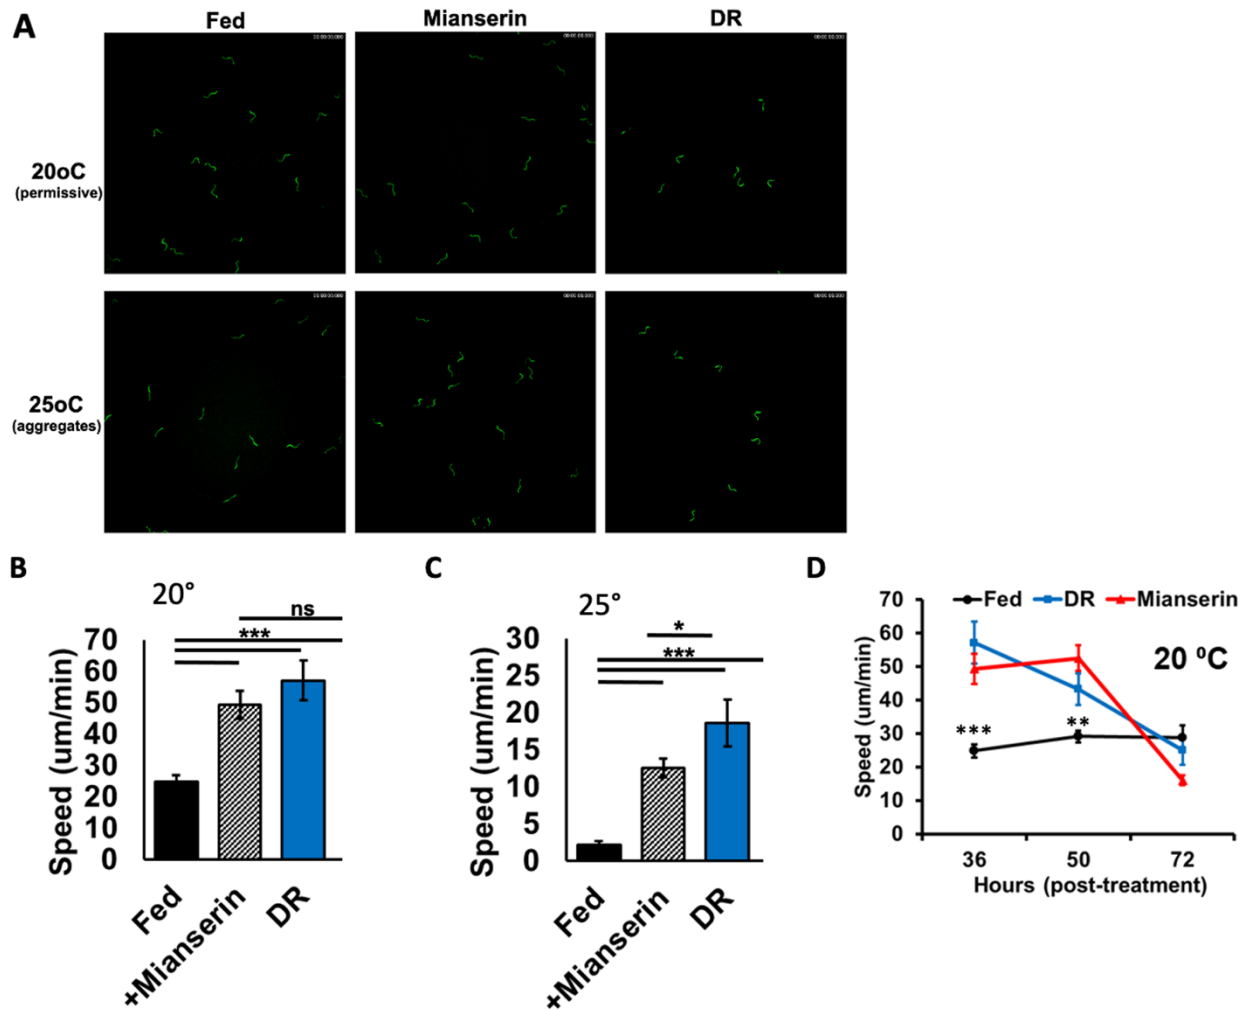 A
Fed
Mianserin
DR
20oC
(permissive)
25oC
(aggregates)
B
20°
ns
***
Speed (um/min)
70
60
50
40
30
20
10
0
Fed
+Mianserin
DR
C
25°
*
***
Speed (um/min)
30
25
20
15
10
5
0
Fed
+Mianserin
DR
D
Fed DR Mianserin
20 ºC
Speed (um/min)
70
60
50
40
30
20
10
0
***
**
36 50 72
Hours (post-treatment)